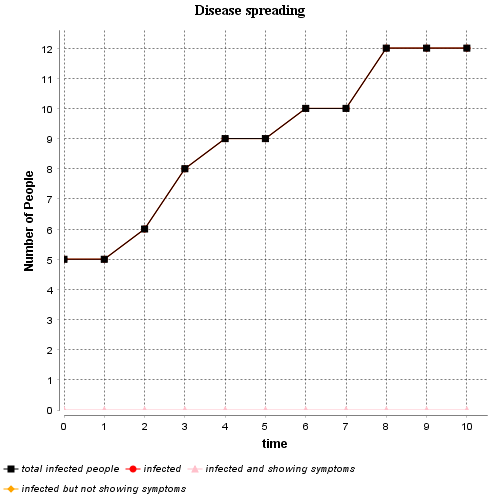 Disease spreading
Number of People
12
11
10
9
8
7
6
5
4
3
2
1
0
0 1 2 3 4 5 6 7 8 9 10
time
total infected people infected infected and showing symptoms
infected but not showing symptoms